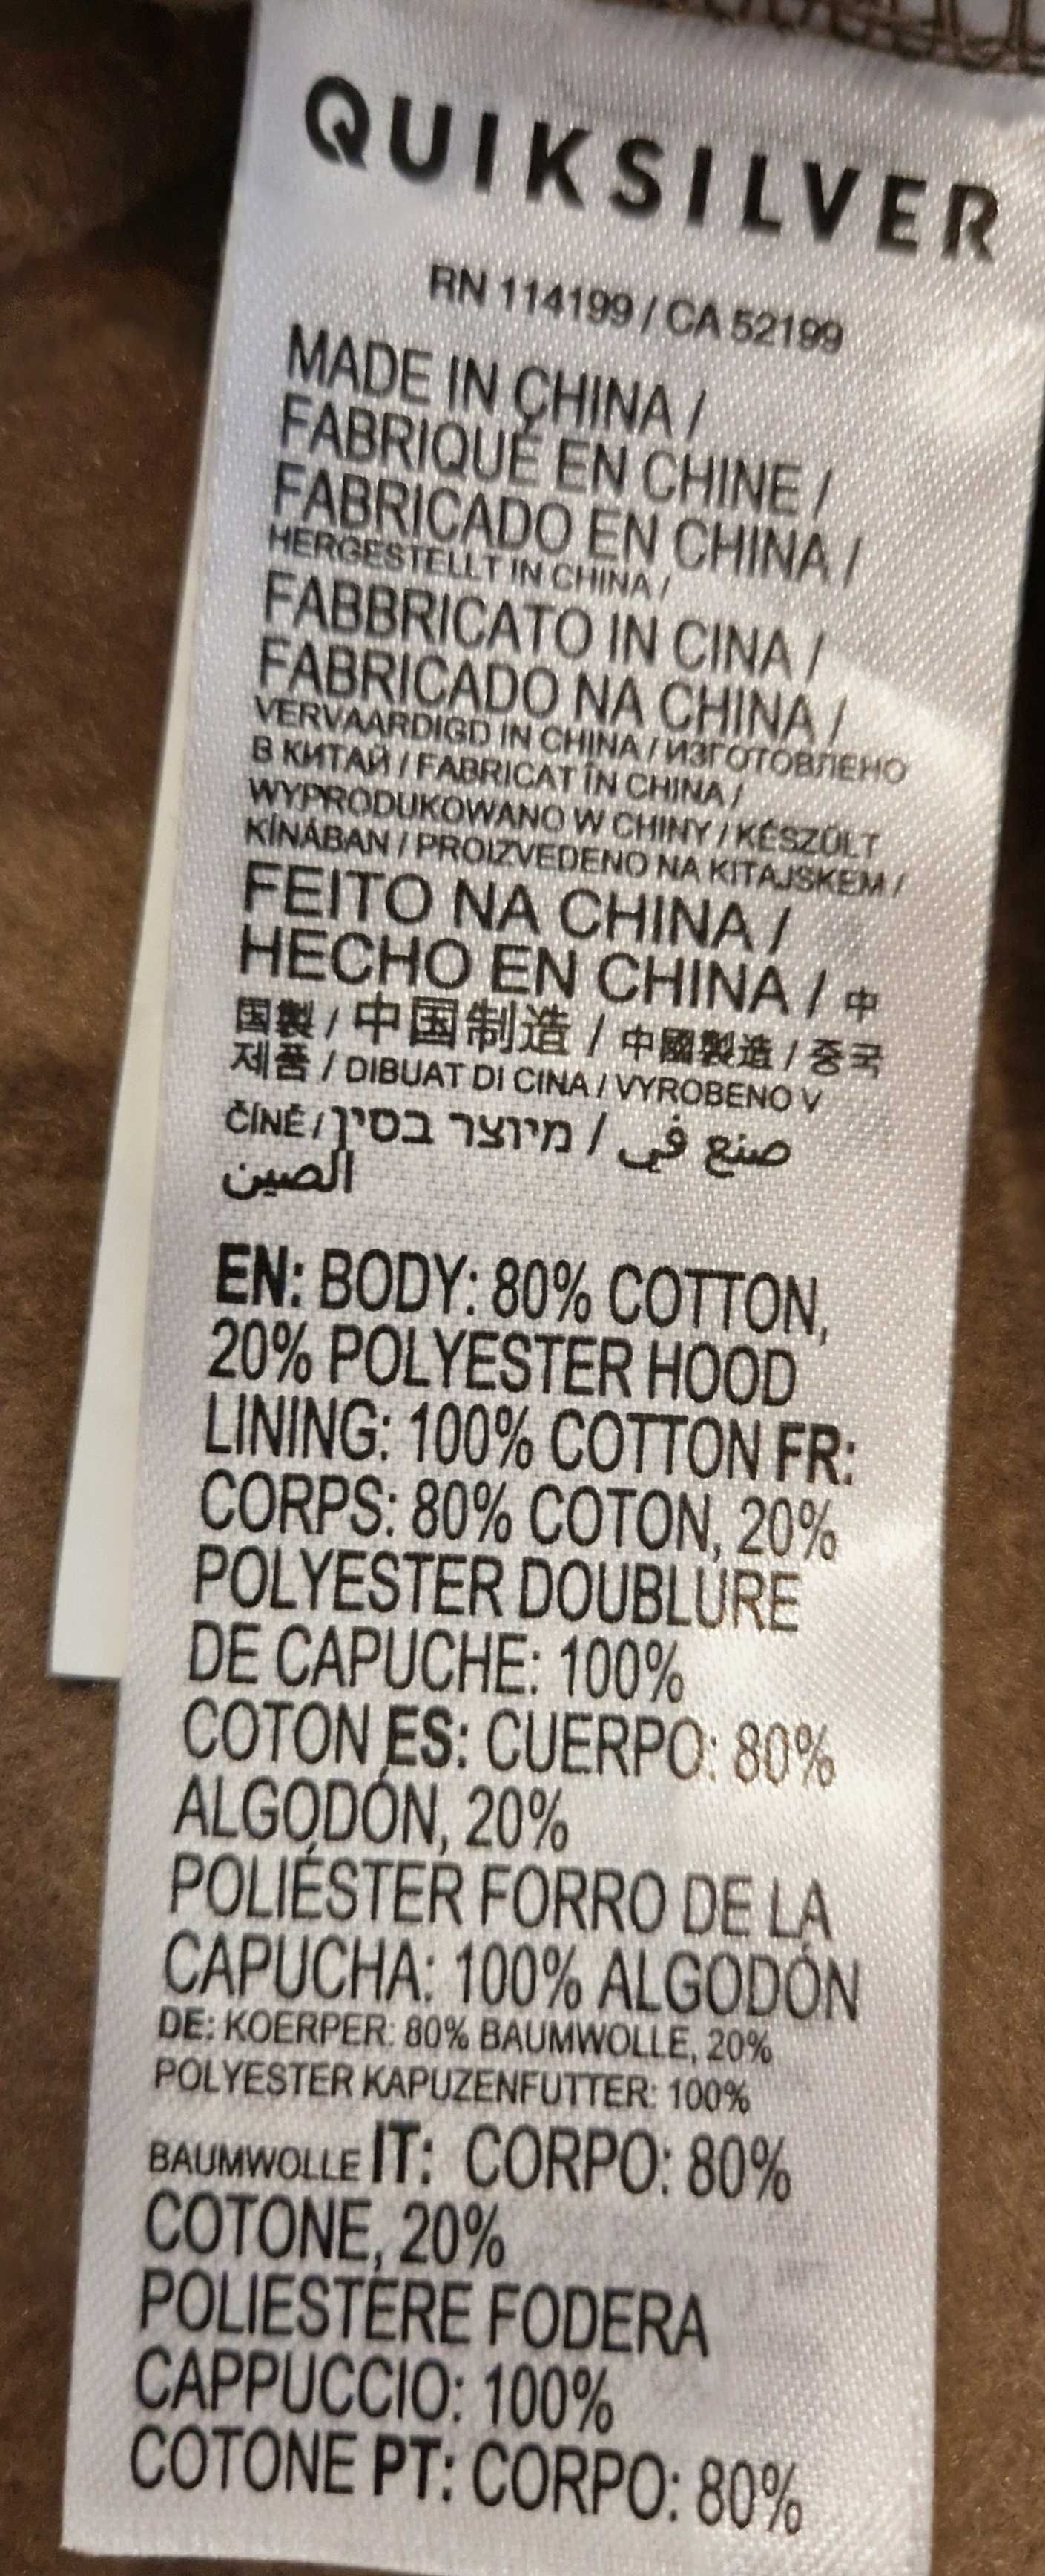 QUIKSILVER
RN 114199 / CA 52199
MADE IN CHINA /
FABRIQUÉ EN CHINE /
FABRICADO EN CHINA /
HERGESTELLT IN CHINA /
FABBRICATO IN CINA /
FABRICADO NA CHINA /
VERVAARDIGD IN CHINA / ИЗГОТОВЛЕНО
В КИТАЙ / FABRICAT ÎN CHINA /
WYPRODUKOWANO W CHINY / KÉSZÜLT
KÍNÁBAN / PROIZVEDENO NA KITAJSKEM /
FEITO NA CHINA /
HECHO EN CHINA / 中
国製 / 中国制造 / 中國製造 / 중국
제품 / DIBUAT DI CINA / VYROBENO V
ČÍNĚ / מיוצר בסין / صنع في
الصين
EN: BODY: 80% COTTON,
20% POLYESTER HOOD
LINING: 100% COTTON FR:
CORPS: 80% COTON, 20%
POLYESTER DOUBLURE
DE CAPUCHE: 100%
COTON ES: CUERPO: 80%
ALGODÓN, 20%
POLIÉSTER FORRO DE LA
CAPUCHA: 100% ALGODÓN
DE: KOERPER: 80% BAUMWOLLE, 20%
POLYESTER KAPUZENFUTTER: 100%
BAUMWOLLE IT: CORPO: 80%
COTONE, 20%
POLIESTERE FODERA
CAPPUCCIO: 100%
COTONE PT: CORPO: 80%